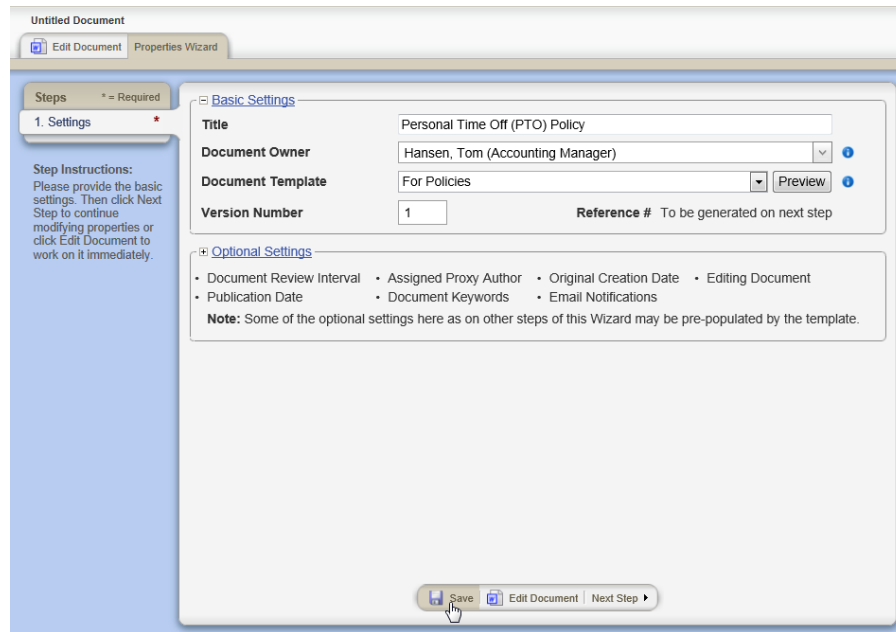 Untitled Document
Edit Document Properties Wizard
Steps * = Required
1. Settings *
Step Instructions:
Please provide the basic
settings. Then click Next
Step to continue
modifying properties or
click Edit Document to
work on it immediately.
Basic Settings
Title Personal Time Off (PTO) Policy
Document Owner Hansen, Tom (Accounting Manager)
Document Template For Policies Preview
Version Number 1 Reference # To be generated on next step
Optional Settings
• Document Review Interval • Assigned Proxy Author • Original Creation Date • Editing Document
• Publication Date • Document Keywords • Email Notifications
Note: Some of the optional settings here as on other steps of this Wizard may be pre-populated by the template.
Save Edit Document Next Step